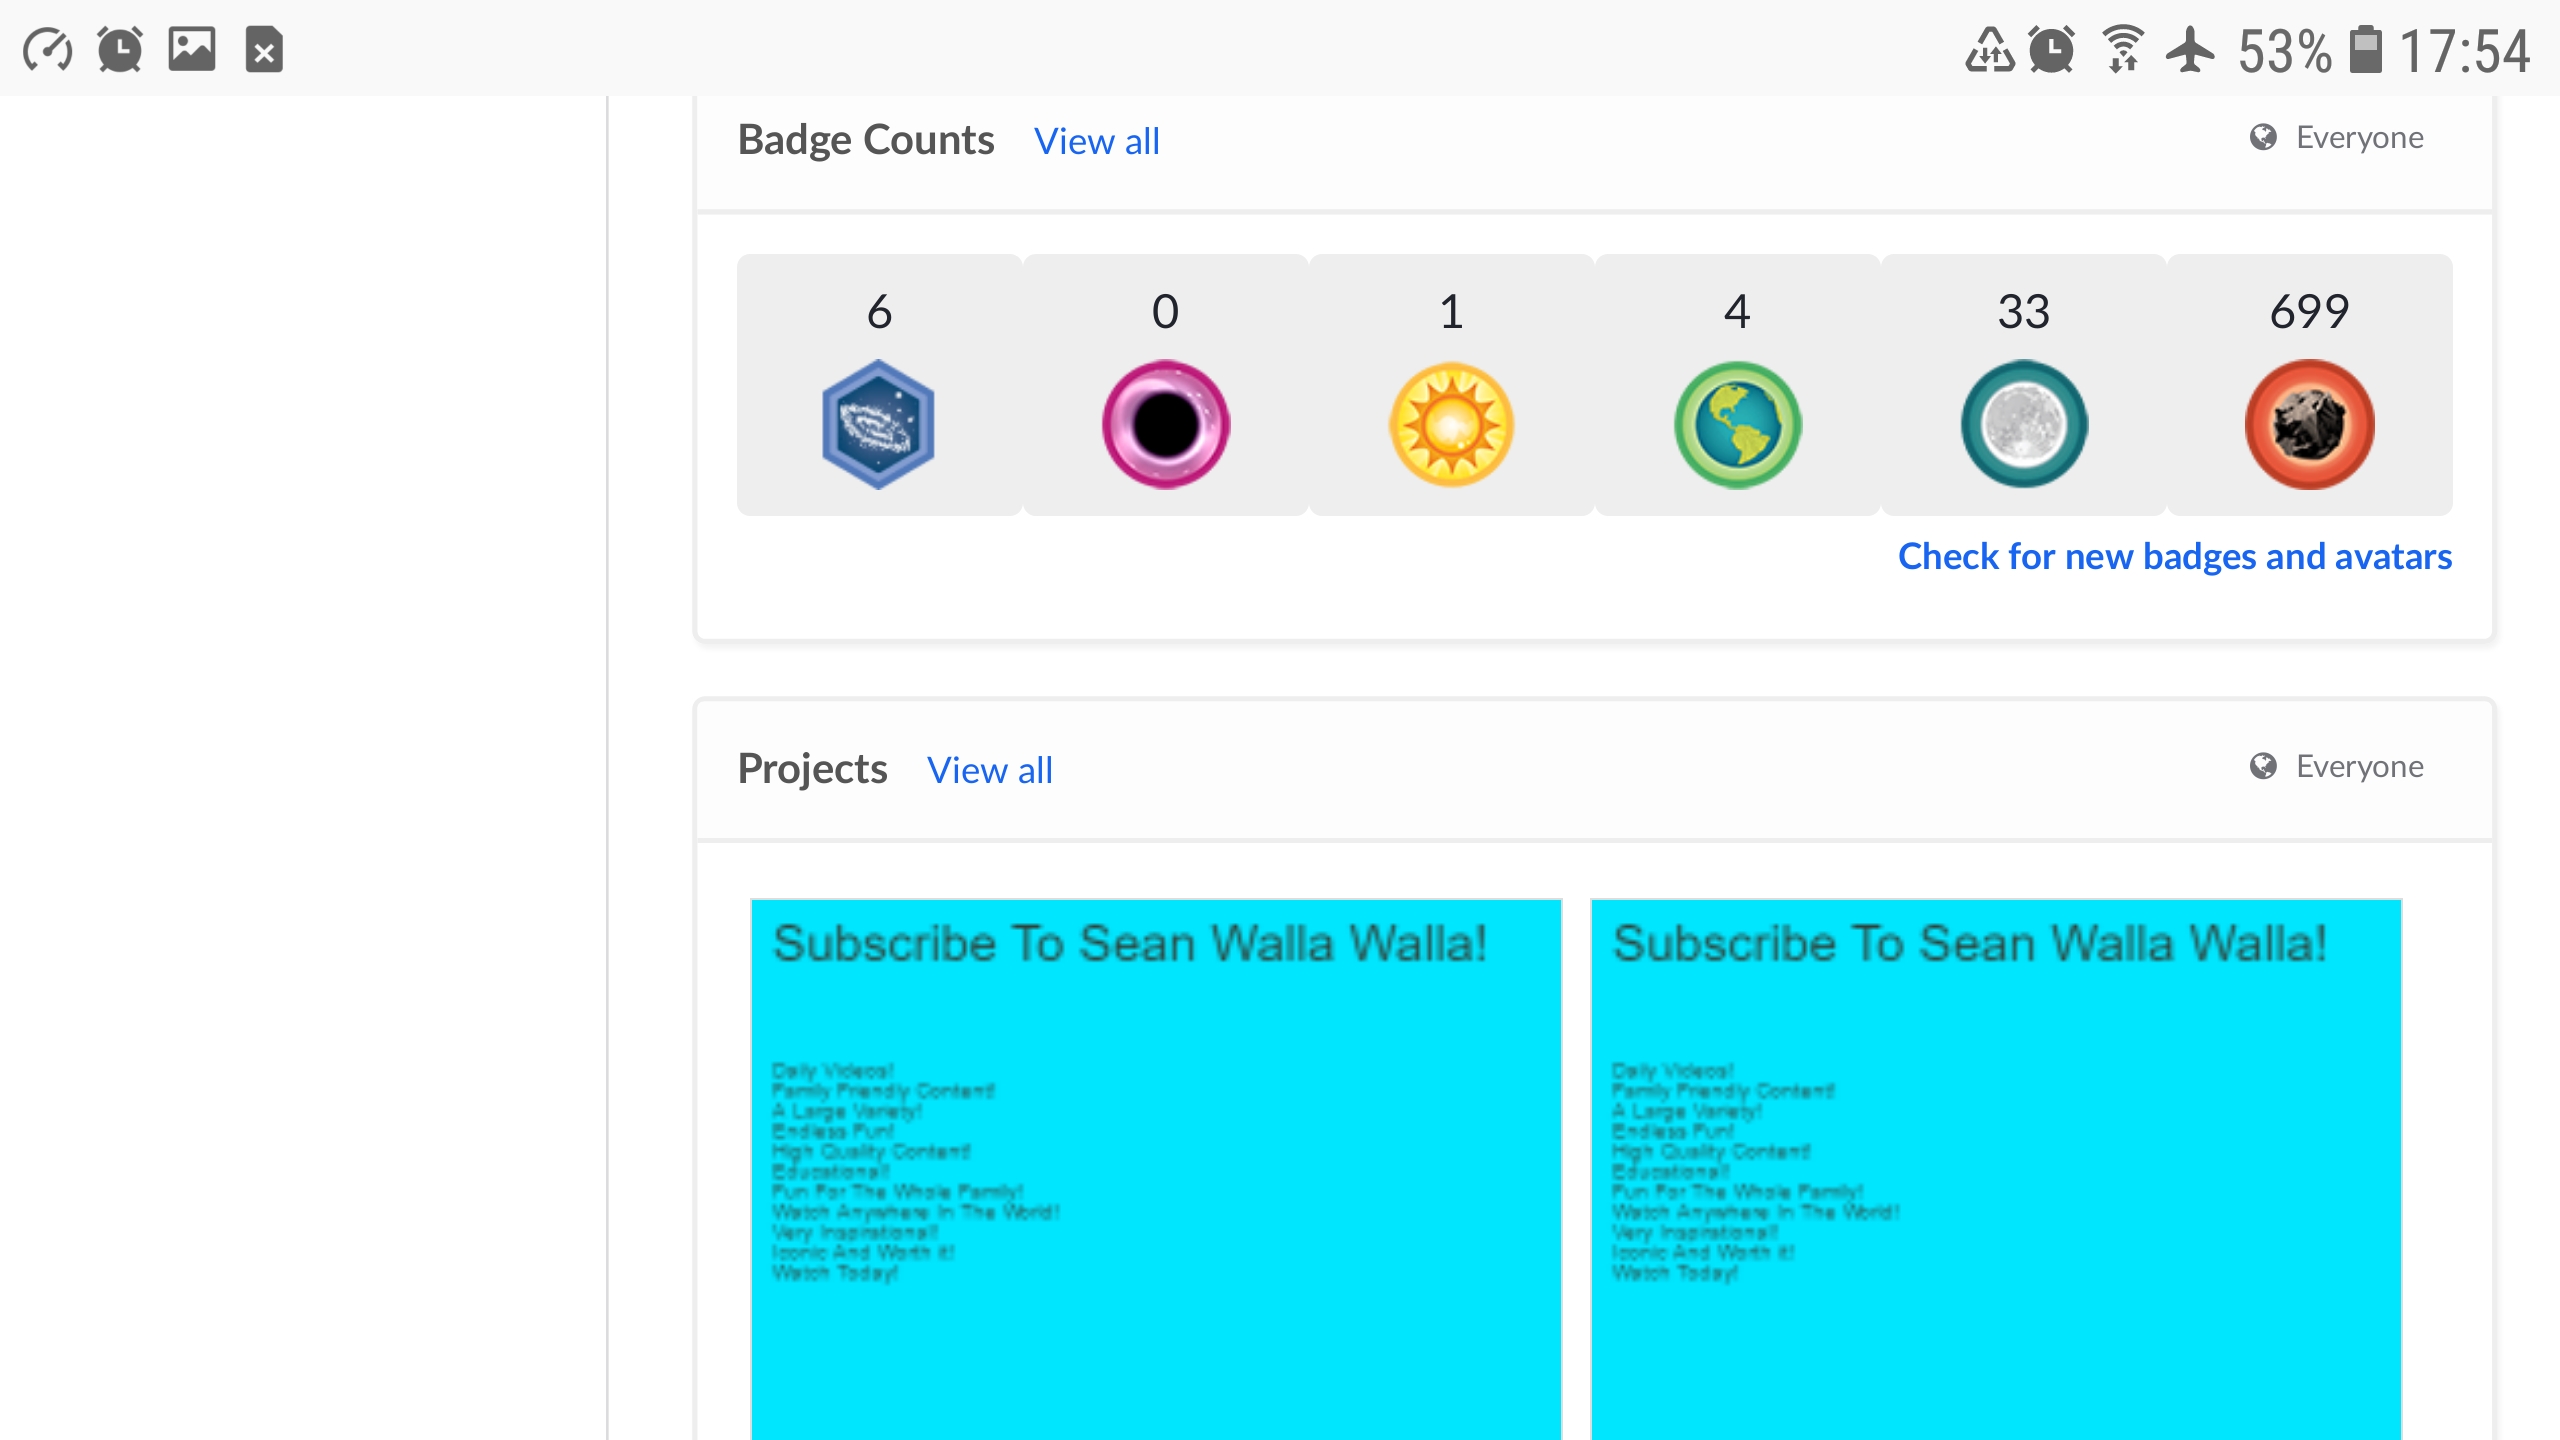 53% 17:54
Badge Counts View all Everyone
6 0 1 4 33 699
Check for new badges and avatars
Projects View all Everyone
Subscribe To Sean Walla Walla!
Daily Videos!
Family Friendly Content!
A Large Variety!
Endless Fun!
High Quality Content!
Educational!
Fun For The Whole Family!
Watch Anywhere In The World!
Very Inspirational!
Iconic And Worth it!
Watch Today!
Subscribe To Sean Walla Walla!
Daily Videos!
Family Friendly Content!
A Large Variety!
Endless Fun!
High Quality Content!
Educational!
Fun For The Whole Family!
Watch Anywhere In The World!
Very Inspirational!
Iconic And Worth it!
Watch Today!